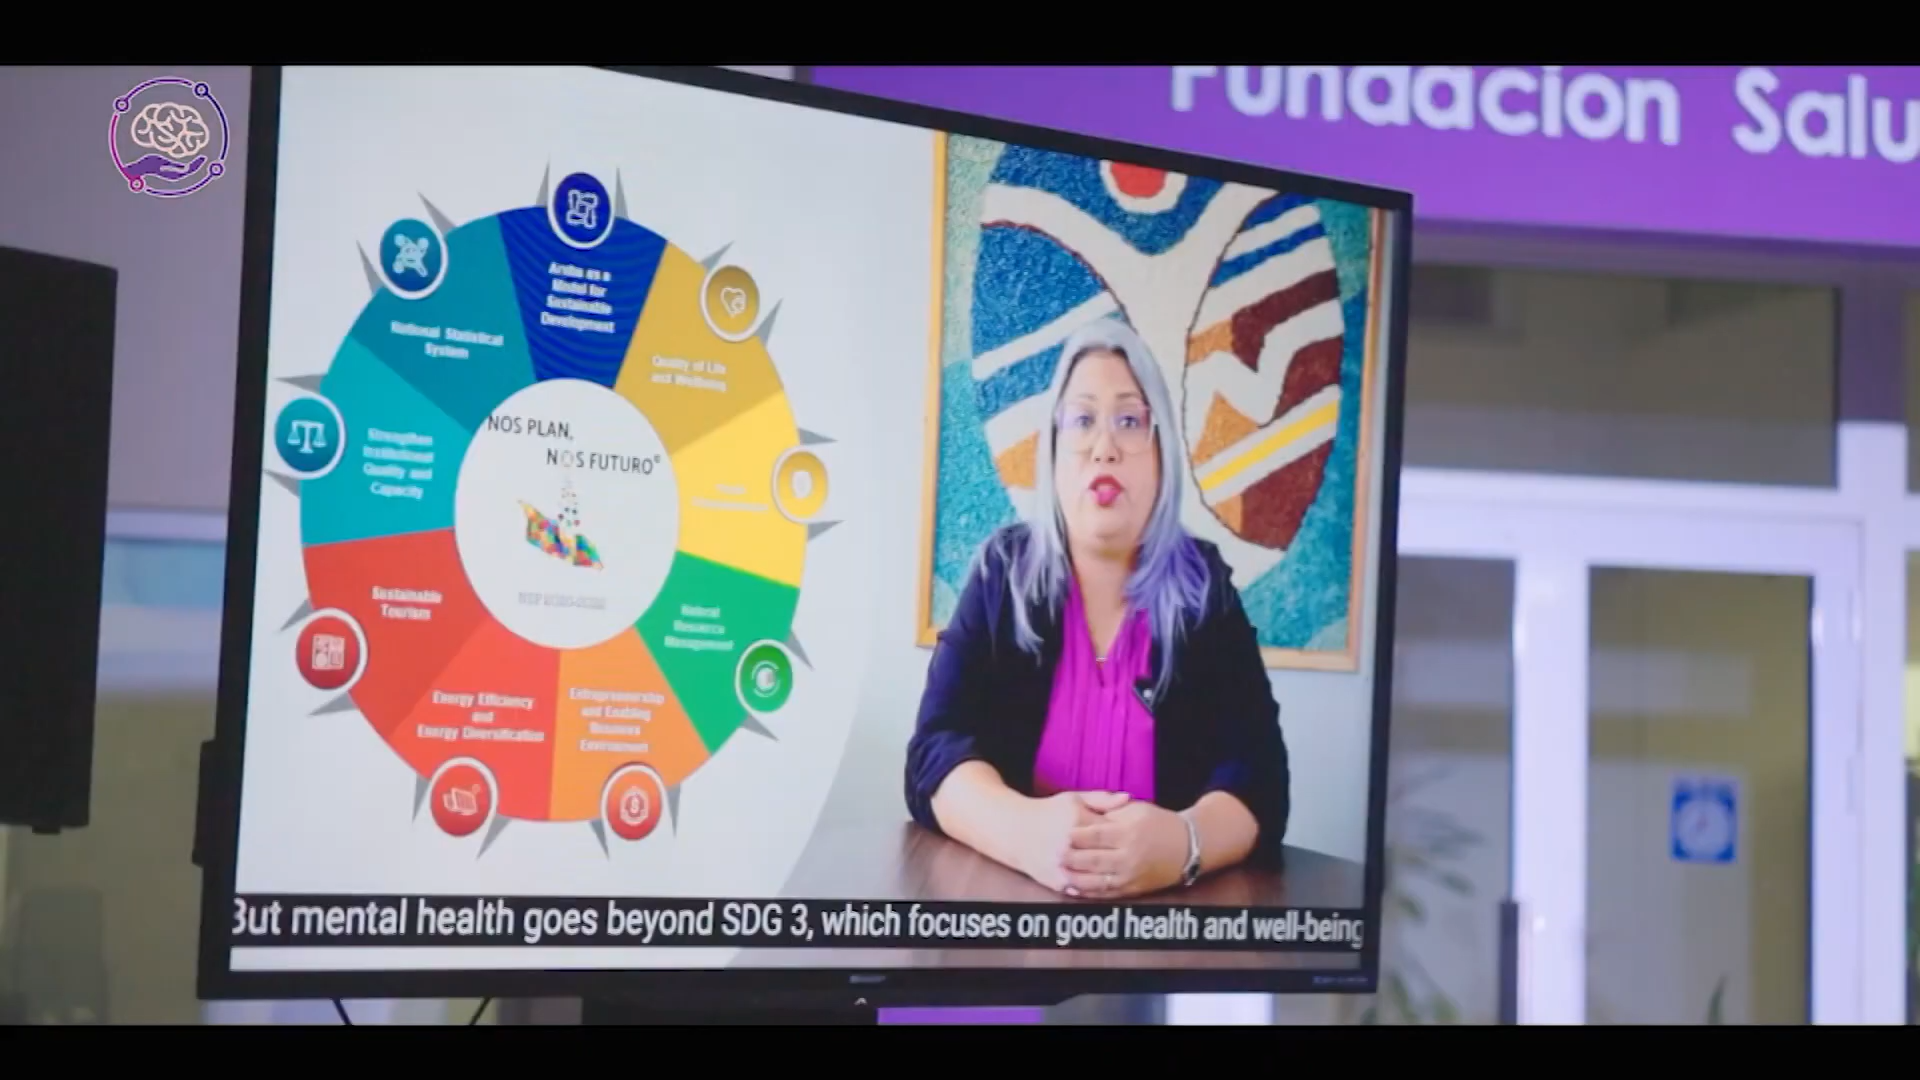 Fundacion Salu
Aruba as a
Model for
Sustainable
Development
Quality of Life
and Wellbeing
Natural
Resource
Management
Entrepreneurship
and Enabling
Business
Environment
Energy Efficiency
and
Energy Diversification
Sustainable
Tourism
Strengthen
Institutional
Quality and
Capacity
National Statistical
System
NOS PLAN,
NOS FUTURO©
But mental health goes beyond SDG 3, which focuses on good health and well-being